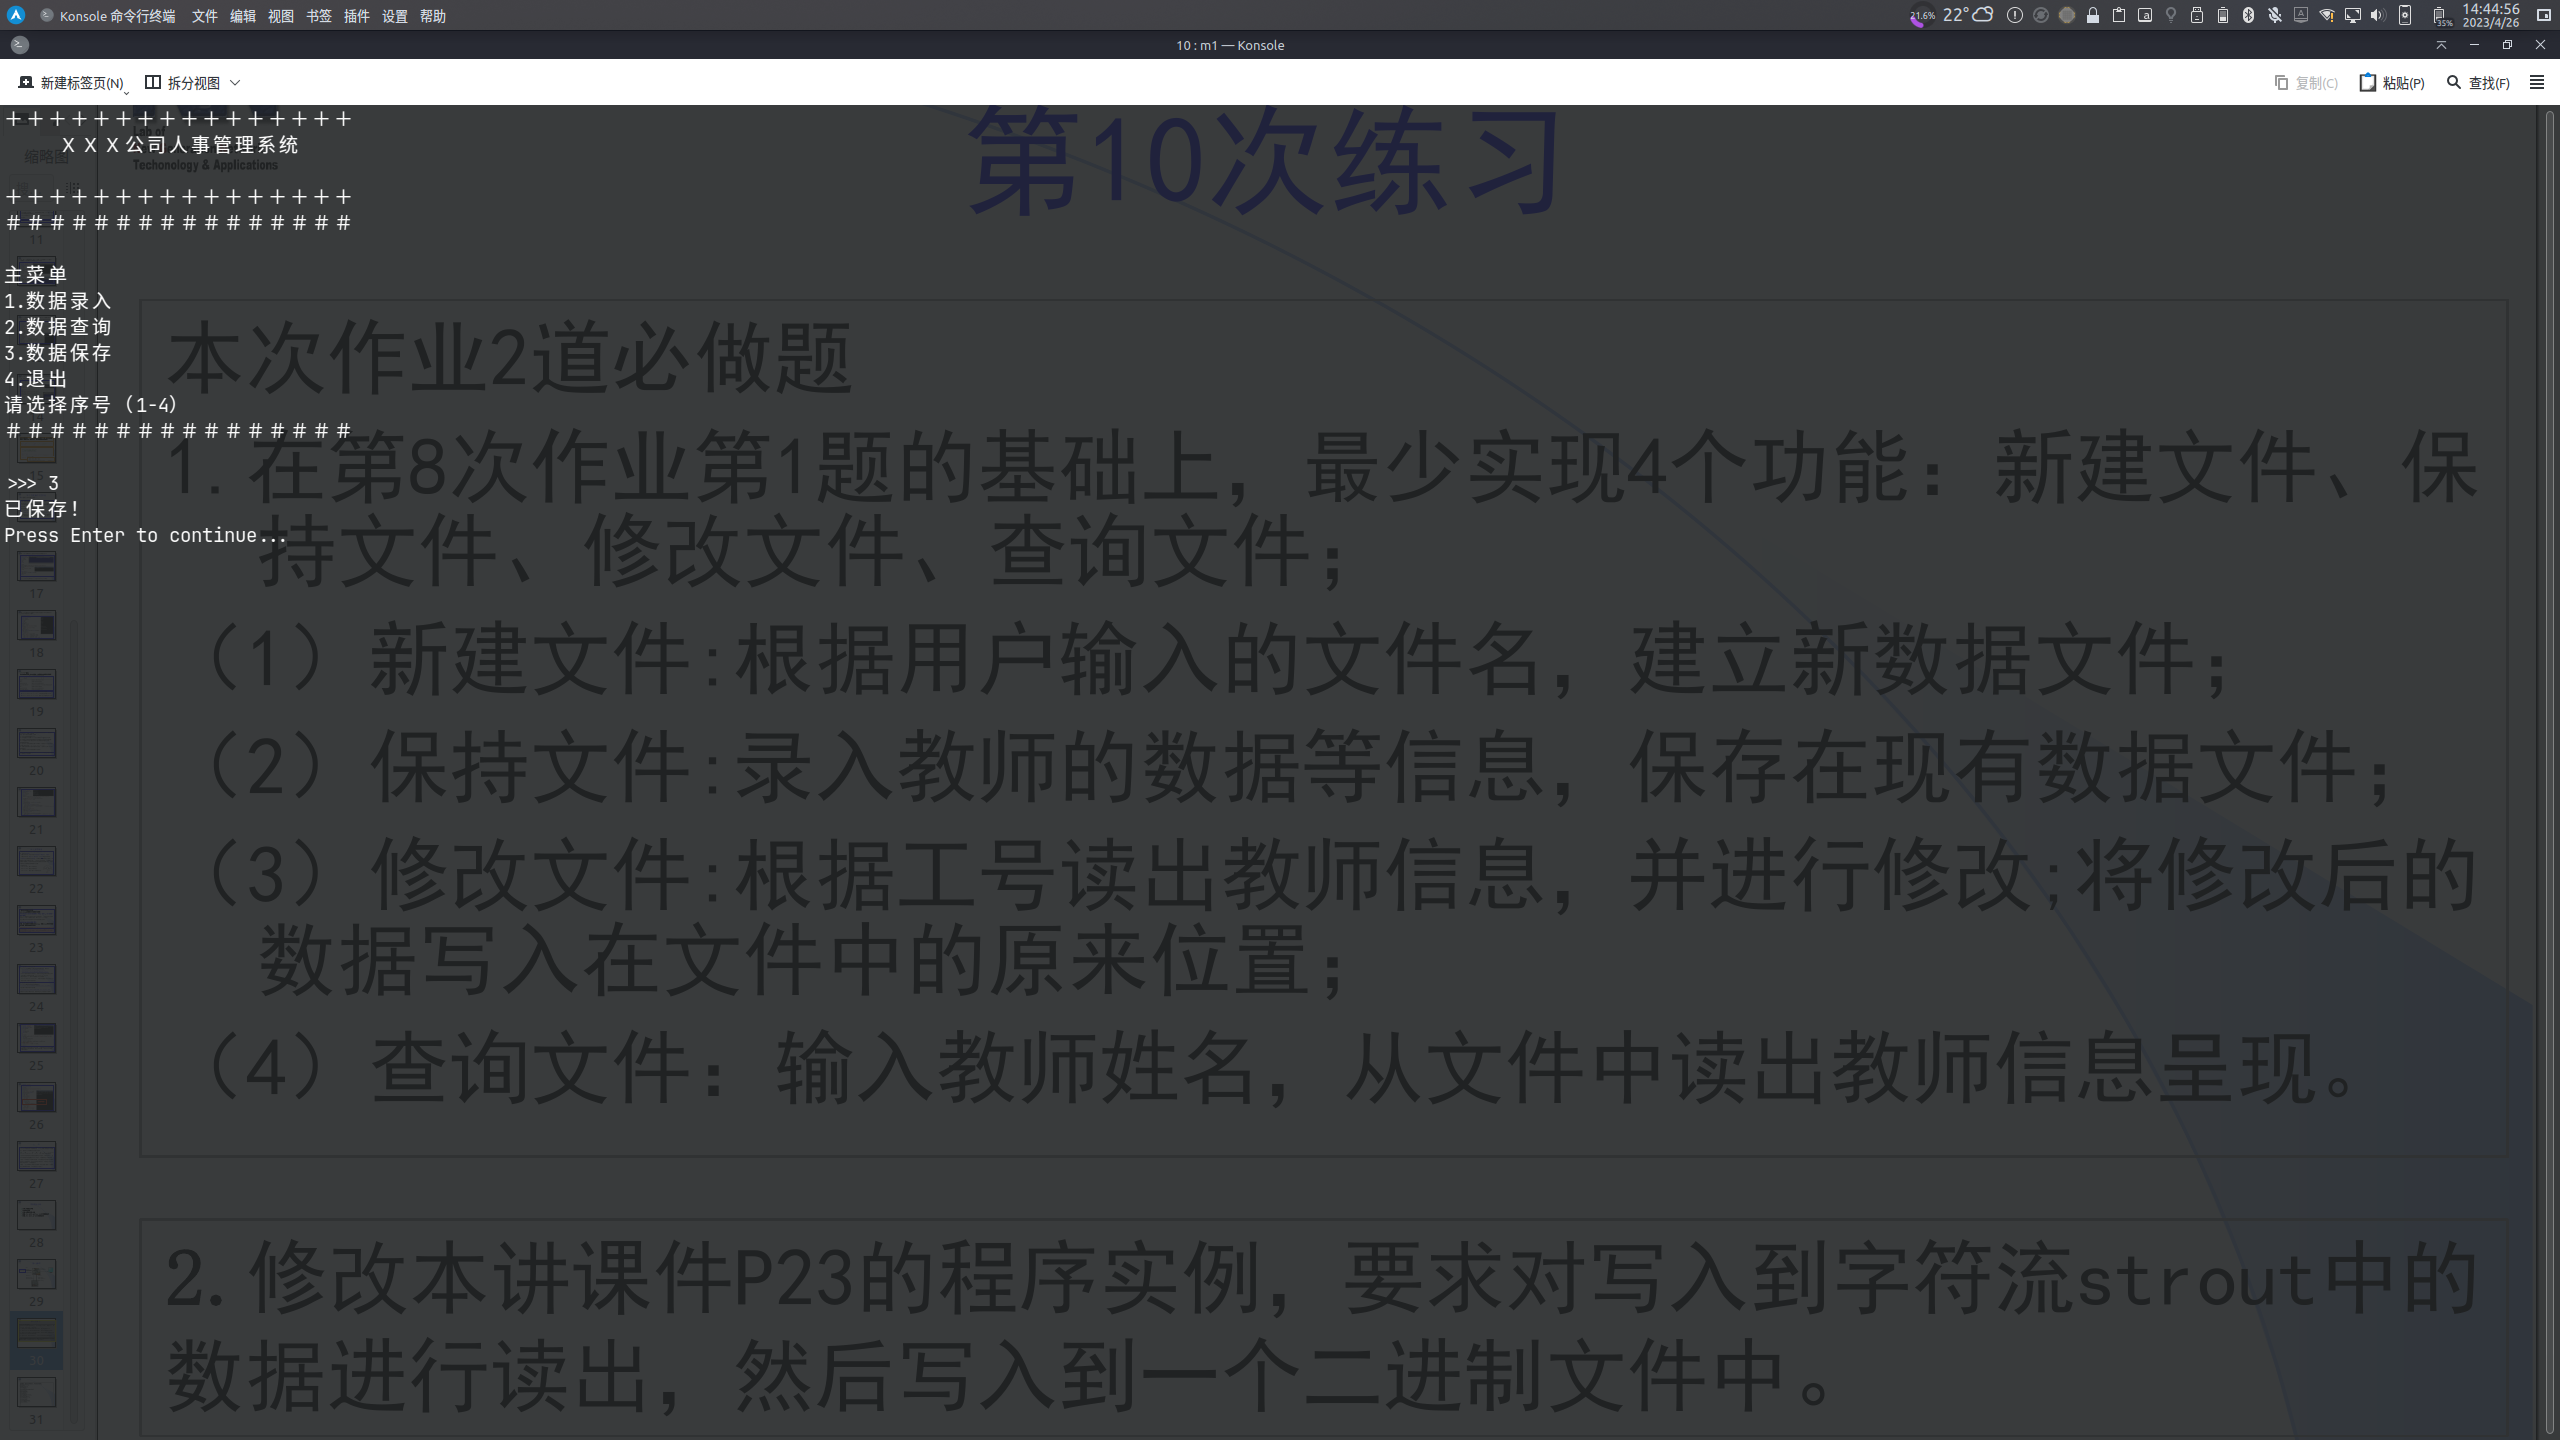 Konsole 命令行终端 文件 编辑 视图 书签 插件 设置 帮助
21.6% 22° 35% 14:44:56
2023/4/26
10 : m1 — Konsole
新建标签页(N) 拆分视图 复制(C) 粘贴(P) 查找(F)
＋＋＋＋＋＋＋＋＋＋＋＋＋＋＋＋
ＸＸＸ公司人事管理系统
＋＋＋＋＋＋＋＋＋＋＋＋＋＋＋＋
＃＃＃＃＃＃＃＃＃＃＃＃＃＃＃＃
主菜单
1.数据录入
2.数据查询
3.数据保存
4.退出
请选择序号（1-4）
＃＃＃＃＃＃＃＃＃＃＃＃＃＃＃＃
>>> 3
已保存！
Press Enter to continue...
缩略图
Lab of
Techonology & Applications
11
15
17
18
19
20
21
22
23
24
25
26
27
28
29
30
31
第10次练习
本次作业2道必做题
1.在第8次作业第1题的基础上，最少实现4个功能：新建文件、保
持文件、修改文件、查询文件；
（1）新建文件:根据用户输入的文件名，建立新数据文件；
（2）保持文件:录入教师的数据等信息，保存在现有数据文件；
（3）修改文件:根据工号读出教师信息，并进行修改;将修改后的
数据写入在文件中的原来位置；
（4）查询文件：输入教师姓名，从文件中读出教师信息呈现。
2.修改本讲课件P23的程序实例，要求对写入到字符流strout中的
数据进行读出，然后写入到一个二进制文件中。